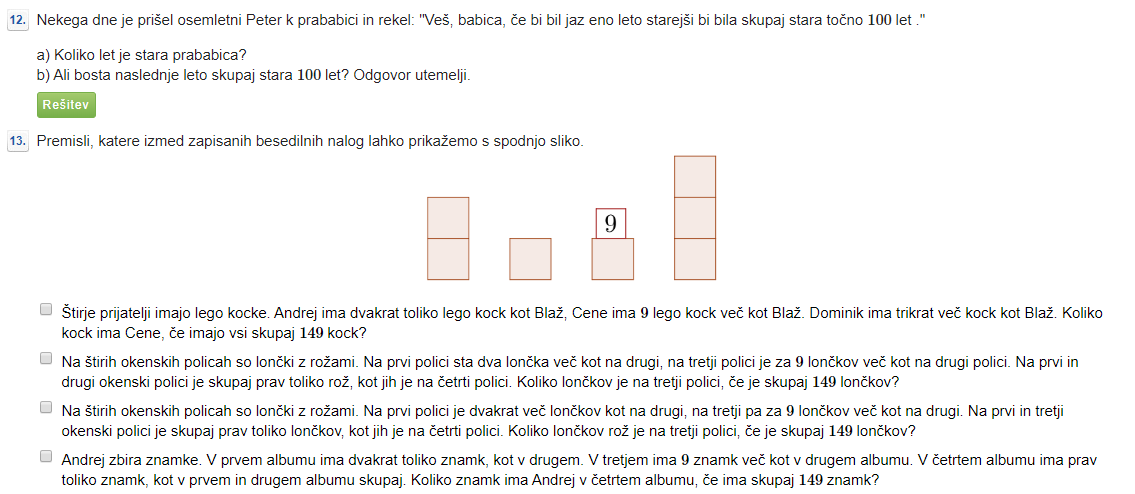 12. Nekega dne je prišel osemletni Peter k prababici in rekel: "Veš, babica, če bi bil jaz eno leto starejši bi bila skupaj stara točno 100 let ."
a) Koliko let je stara prababica?
b) Ali bosta naslednje leto skupaj stara 100 let? Odgovor utemelji.
Rešitev
13. Premisli, katere izmed zapisanih besedilnih nalog lahko prikažemo s spodnjo sliko.
9
Štirje prijatelji imajo lego kocke. Andrej ima dvakrat toliko lego kock kot Blaž, Cene ima 9 lego kock več kot Blaž. Dominik ima trikrat več kock kot Blaž. Koliko
kock ima Cene, če imajo vsi skupaj 149 kock?
Na štirih okenskih policah so lončki z rožami. Na prvi polici sta dva lončka več kot na drugi, na tretji polici je za 9 lončkov več kot na drugi polici. Na prvi in
drugi okenski polici je skupaj prav toliko rož, kot jih je na četrti polici. Koliko lončkov je na tretji polici, če je skupaj 149 lončkov?
Na štirih okenskih policah so lončki z rožami. Na prvi polici je dvakrat več lončkov kot na drugi, na tretji pa za 9 lončkov več kot na drugi. Na prvi in tretji
okenski polici je skupaj prav toliko lončkov, kot jih je na četrti polici. Koliko lončkov rož je na tretji polici, če je skupaj 149 lončkov?
Andrej zbira znamke. V prvem albumu ima dvakrat toliko znamk, kot v drugem. V tretjem ima 9 znamk več kot v drugem albumu. V četrtem albumu ima prav
toliko znamk, kot v prvem in drugem albumu skupaj. Koliko znamk ima Andrej v četrtem albumu, če ima skupaj 149 znamk?